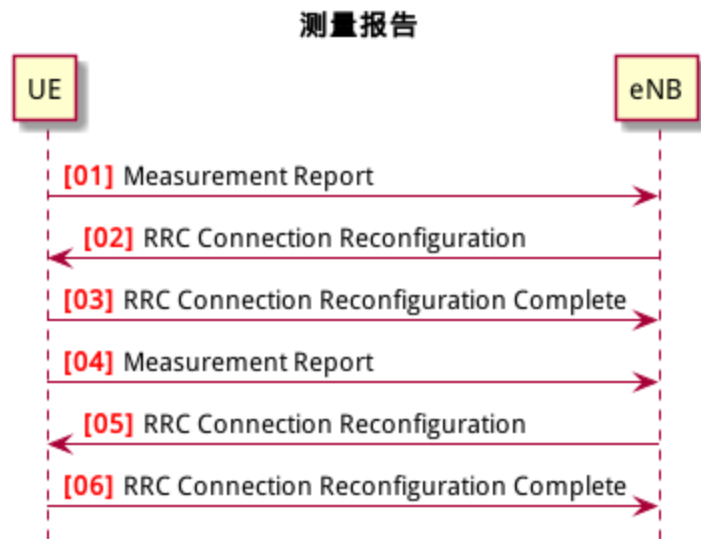 测量报告
UE eNB
[01] Measurement Report
[02] RRC Connection Reconfiguration
[03] RRC Connection Reconfiguration Complete
[04] Measurement Report
[05] RRC Connection Reconfiguration
[06] RRC Connection Reconfiguration Complete